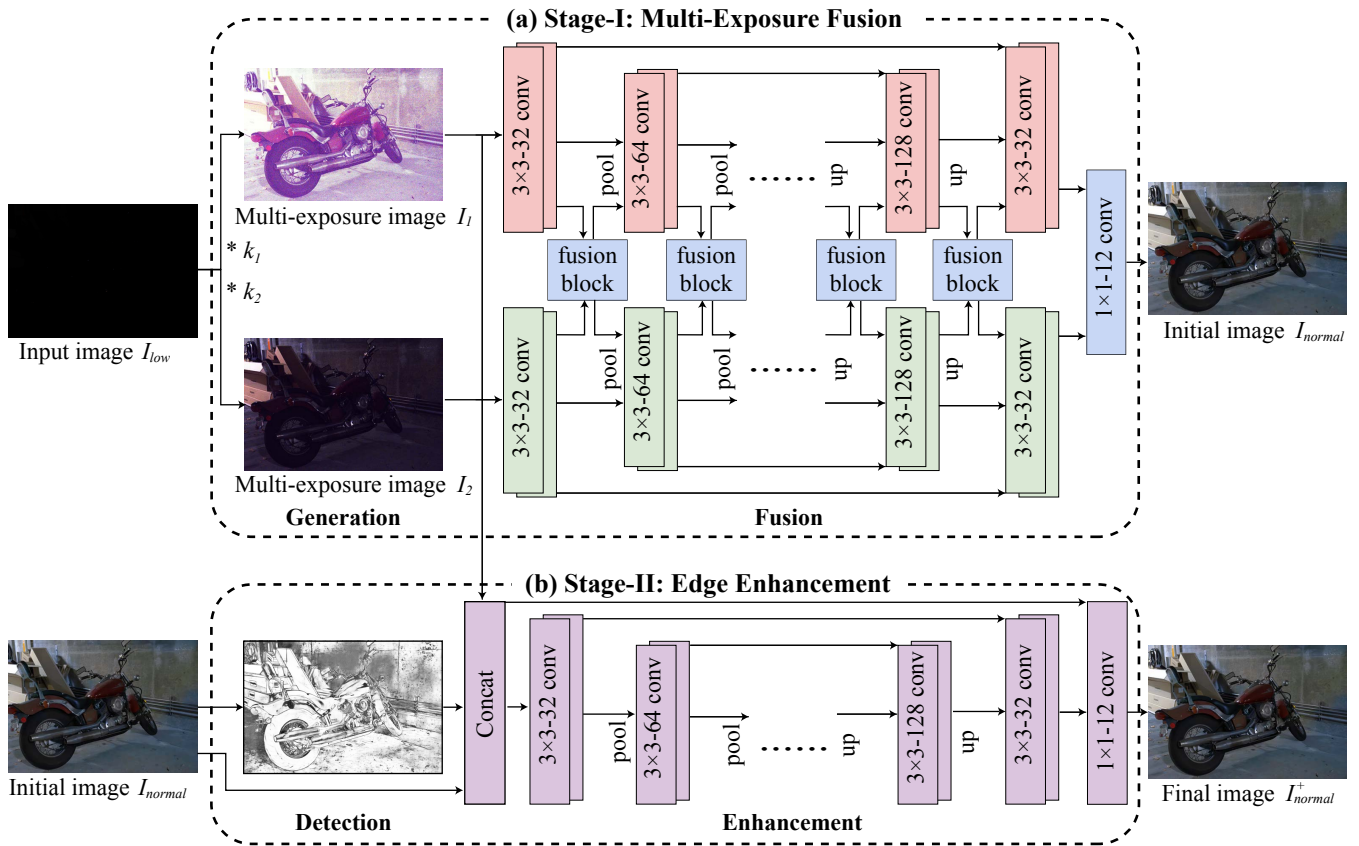 (a) Stage-I: Multi-Exposure Fusion
Multi-exposure image I₁
* k₁
* k₂
Input image I_low
Multi-exposure image I₂
Generation
3×3-32 conv
pool
3×3-64 conv
pool
......
up
3×3-128 conv
up
3×3-32 conv
fusion block
fusion block
fusion block
fusion block
3×3-32 conv
pool
3×3-64 conv
pool
......
up
3×3-128 conv
up
3×3-32 conv
1×1-12 conv
Initial image I_normal
Fusion
(b) Stage-II: Edge Enhancement
Initial image I_normal
Detection
Concat
3×3-32 conv
pool
3×3-64 conv
pool
......
up
3×3-128 conv
up
3×3-32 conv
1×1-12 conv
Enhancement
Final image I⁺_normal